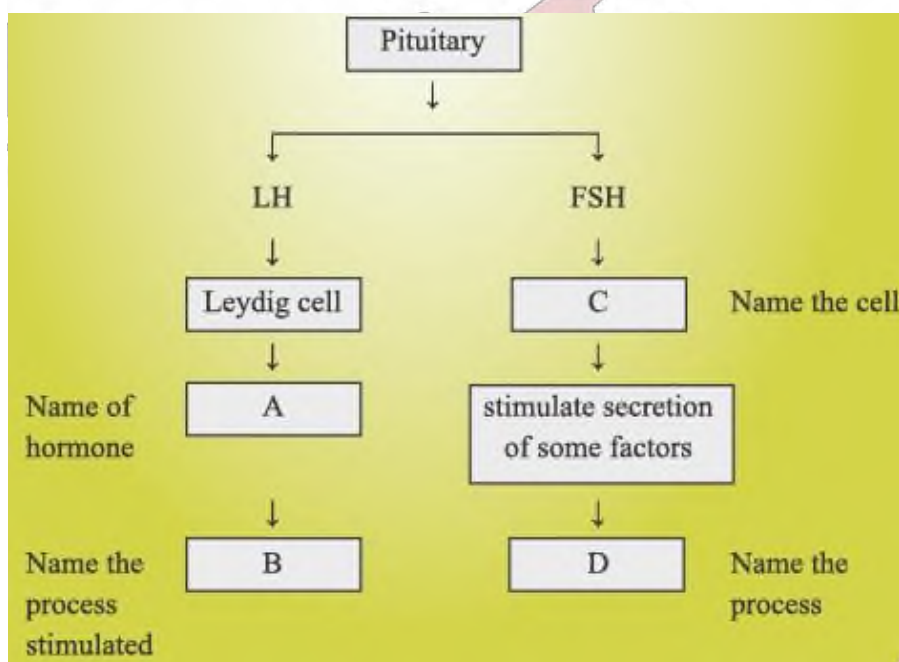 Pituitary
LH
FSH
Leydig cell
C
Name the cell
Name of
hormone
A
stimulate secretion
of some factors
Name the
process
stimulated
B
D
Name the
process